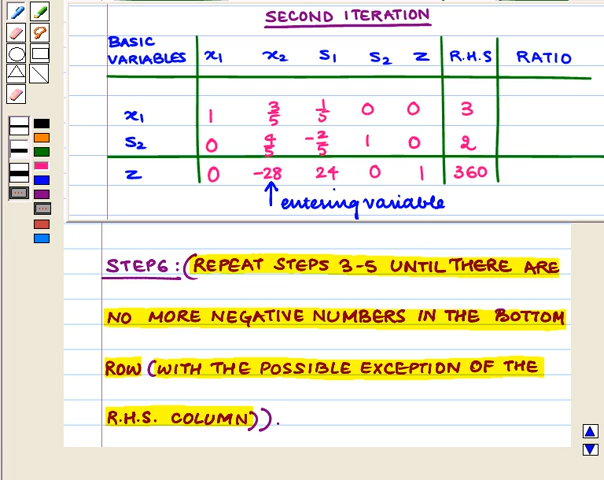 SECOND ITERATION
BASIC VARIABLES x₁ x₂ S₁ S₂ Z R.H.S RATIO
x₁ 1 3/5 1/5 0 0 3
S₂ 0 4/5 -2/5 1 0 2
Z 0 -28 24 0 1 360
↑ entering variable
STEP6: (REPEAT STEPS 3-5 UNTIL THERE ARE
NO MORE NEGATIVE NUMBERS IN THE BOTTOM
ROW (WITH THE POSSIBLE EXCEPTION OF THE
R.H.S. COLUMN)).